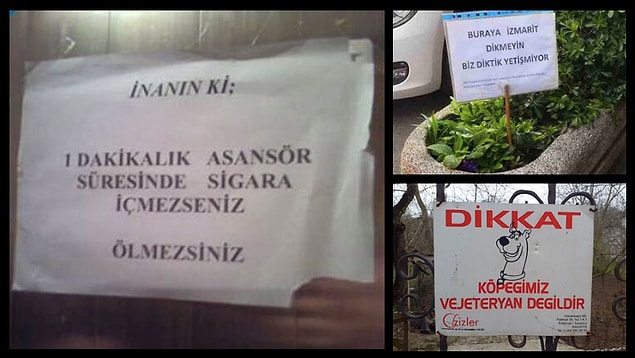 İNANIN Kİ;
1 DAKİKALIK ASANSÖR
SÜRESİNDE SİGARA
İÇMEZSENİZ
ÖLMEZSİNİZ
BURAYA İZMARİT
DİKMEYİN
BİZ DİKTİK YETİŞMİYOR
DİKKAT
KÖPEGİMİZ
VEJETERYAN DEGİLDİR